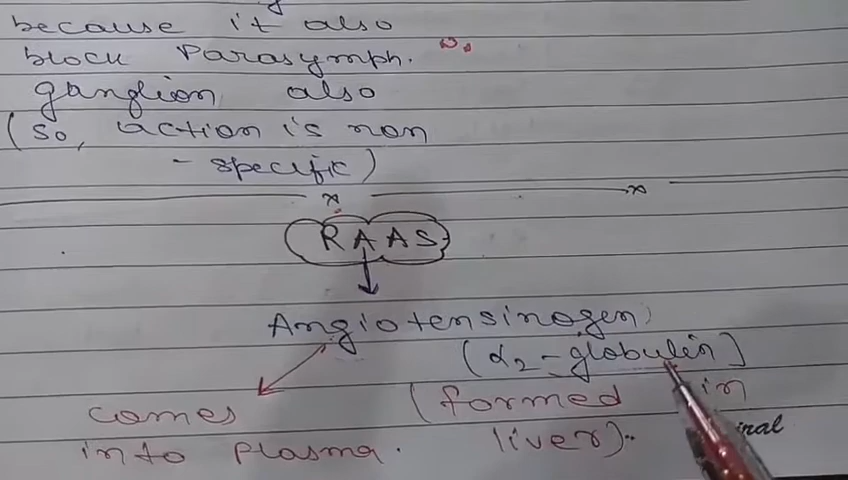 because it also
block Parasymph.
ganglion also
(so, action is non
- specific)
RAAS
Angiotensinogen
(α2-globulin)
comes (formed in
into plasma. liver).